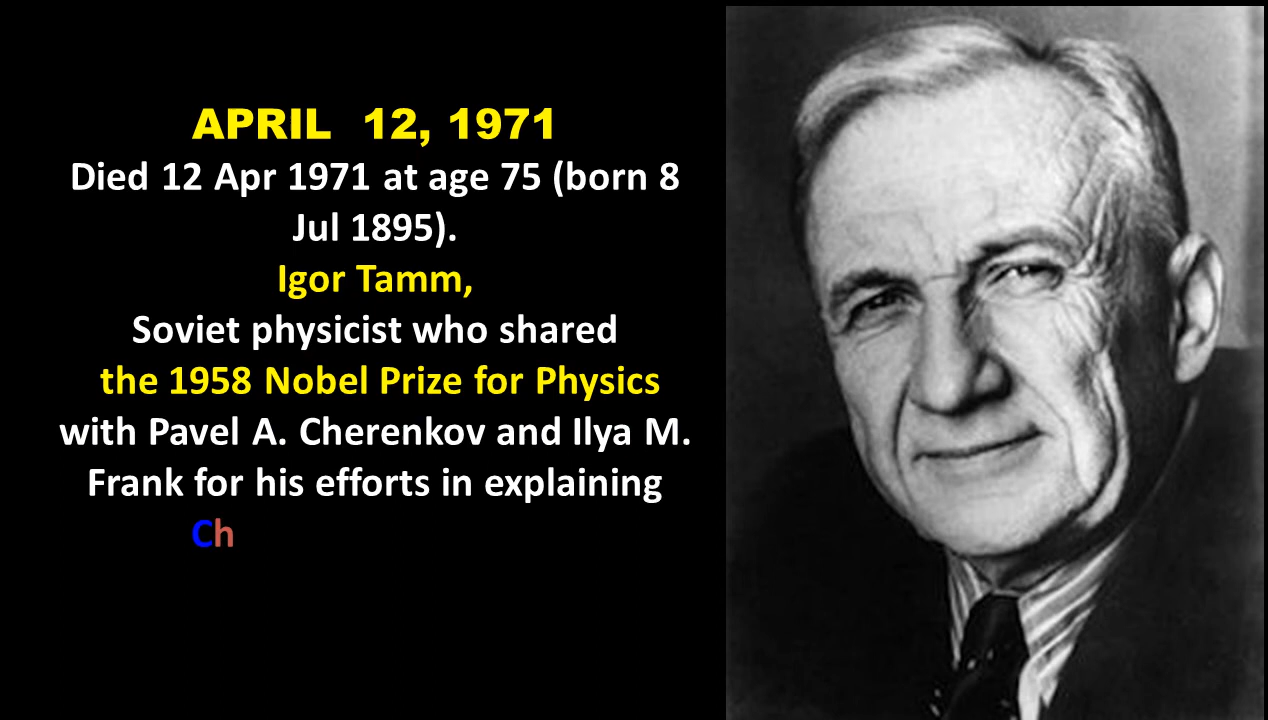 APRIL  12, 1971
Died 12 Apr 1971 at age 75 (born 8
Jul 1895).
Igor Tamm,
Soviet physicist who shared
the 1958 Nobel Prize for Physics
with Pavel A. Cherenkov and Ilya M.
Frank for his efforts in explaining
Ch